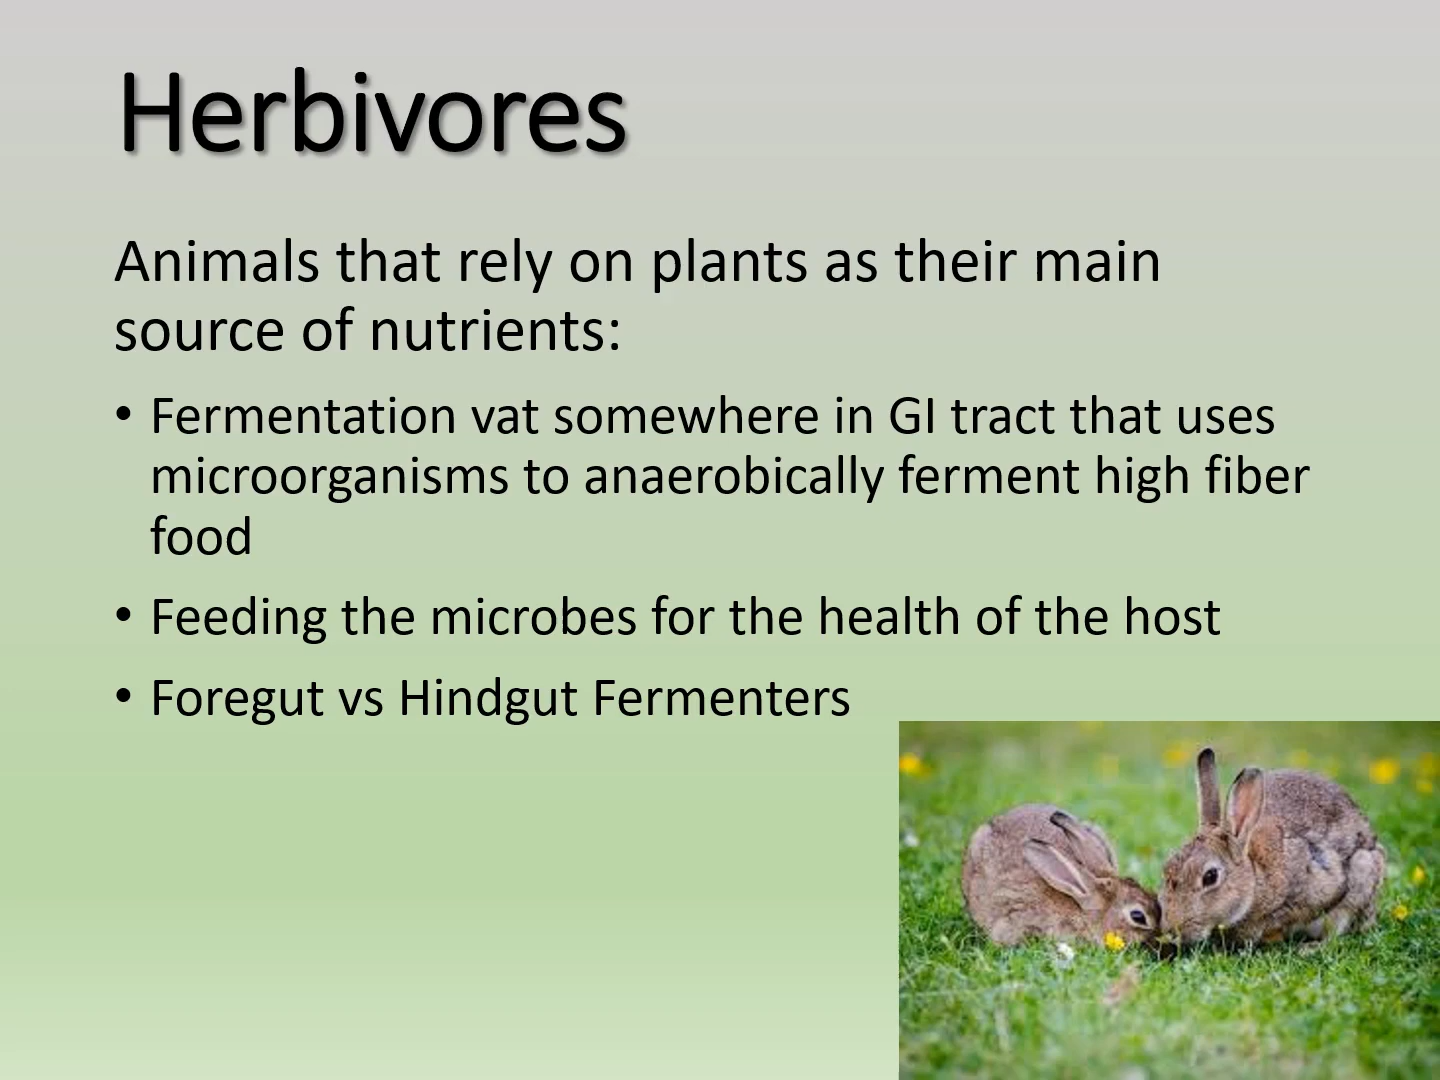 Herbivores
Animals that rely on plants as their main
source of nutrients:
• Fermentation vat somewhere in GI tract that uses
microorganisms to anaerobically ferment high fiber
food
• Feeding the microbes for the health of the host
• Foregut vs Hindgut Fermenters